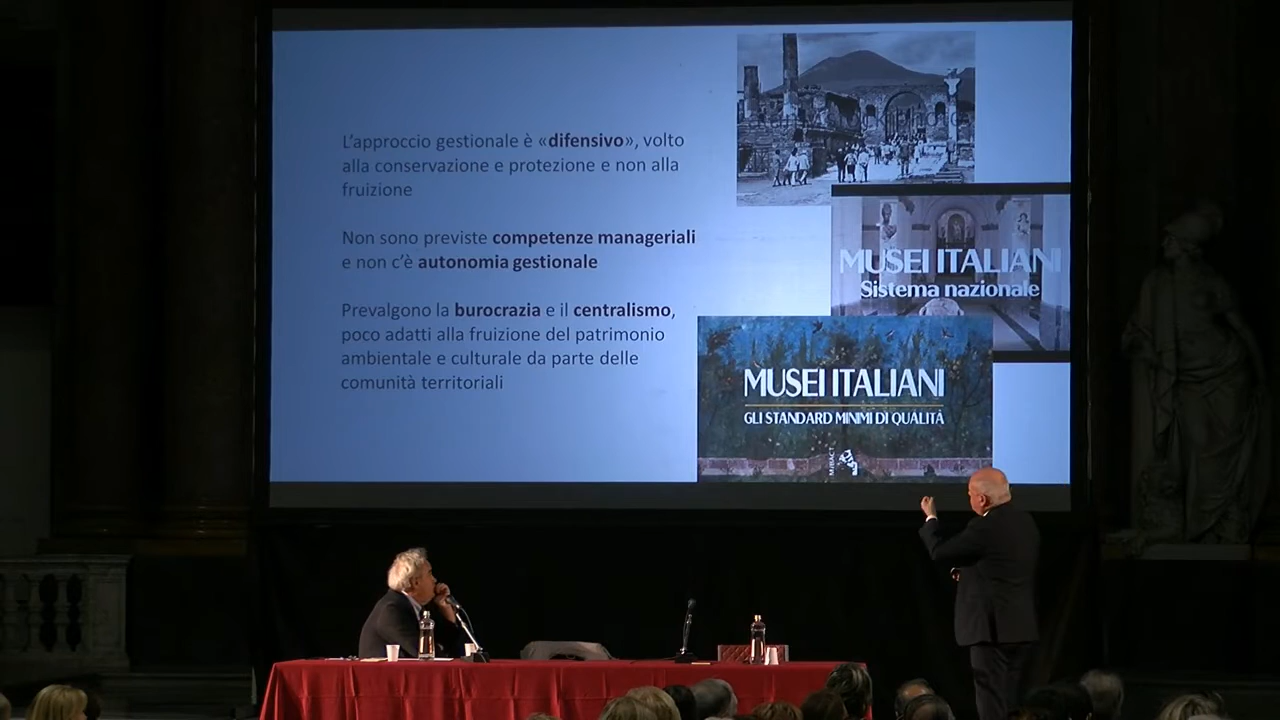 L'approccio gestionale è «difensivo», volto
alla conservazione e protezione e non alla
fruizione
Non sono previste competenze manageriali
e non c'è autonomia gestionale
Prevalgono la burocrazia e il centralismo,
poco adatti alla fruizione del patrimonio
ambientale e culturale da parte delle
comunità territoriali
MUSEI ITALIANI
Sistema nazionale
MUSEI ITALIANI
GLI STANDARD MINIMI DI QUALITÀ
MiBACT